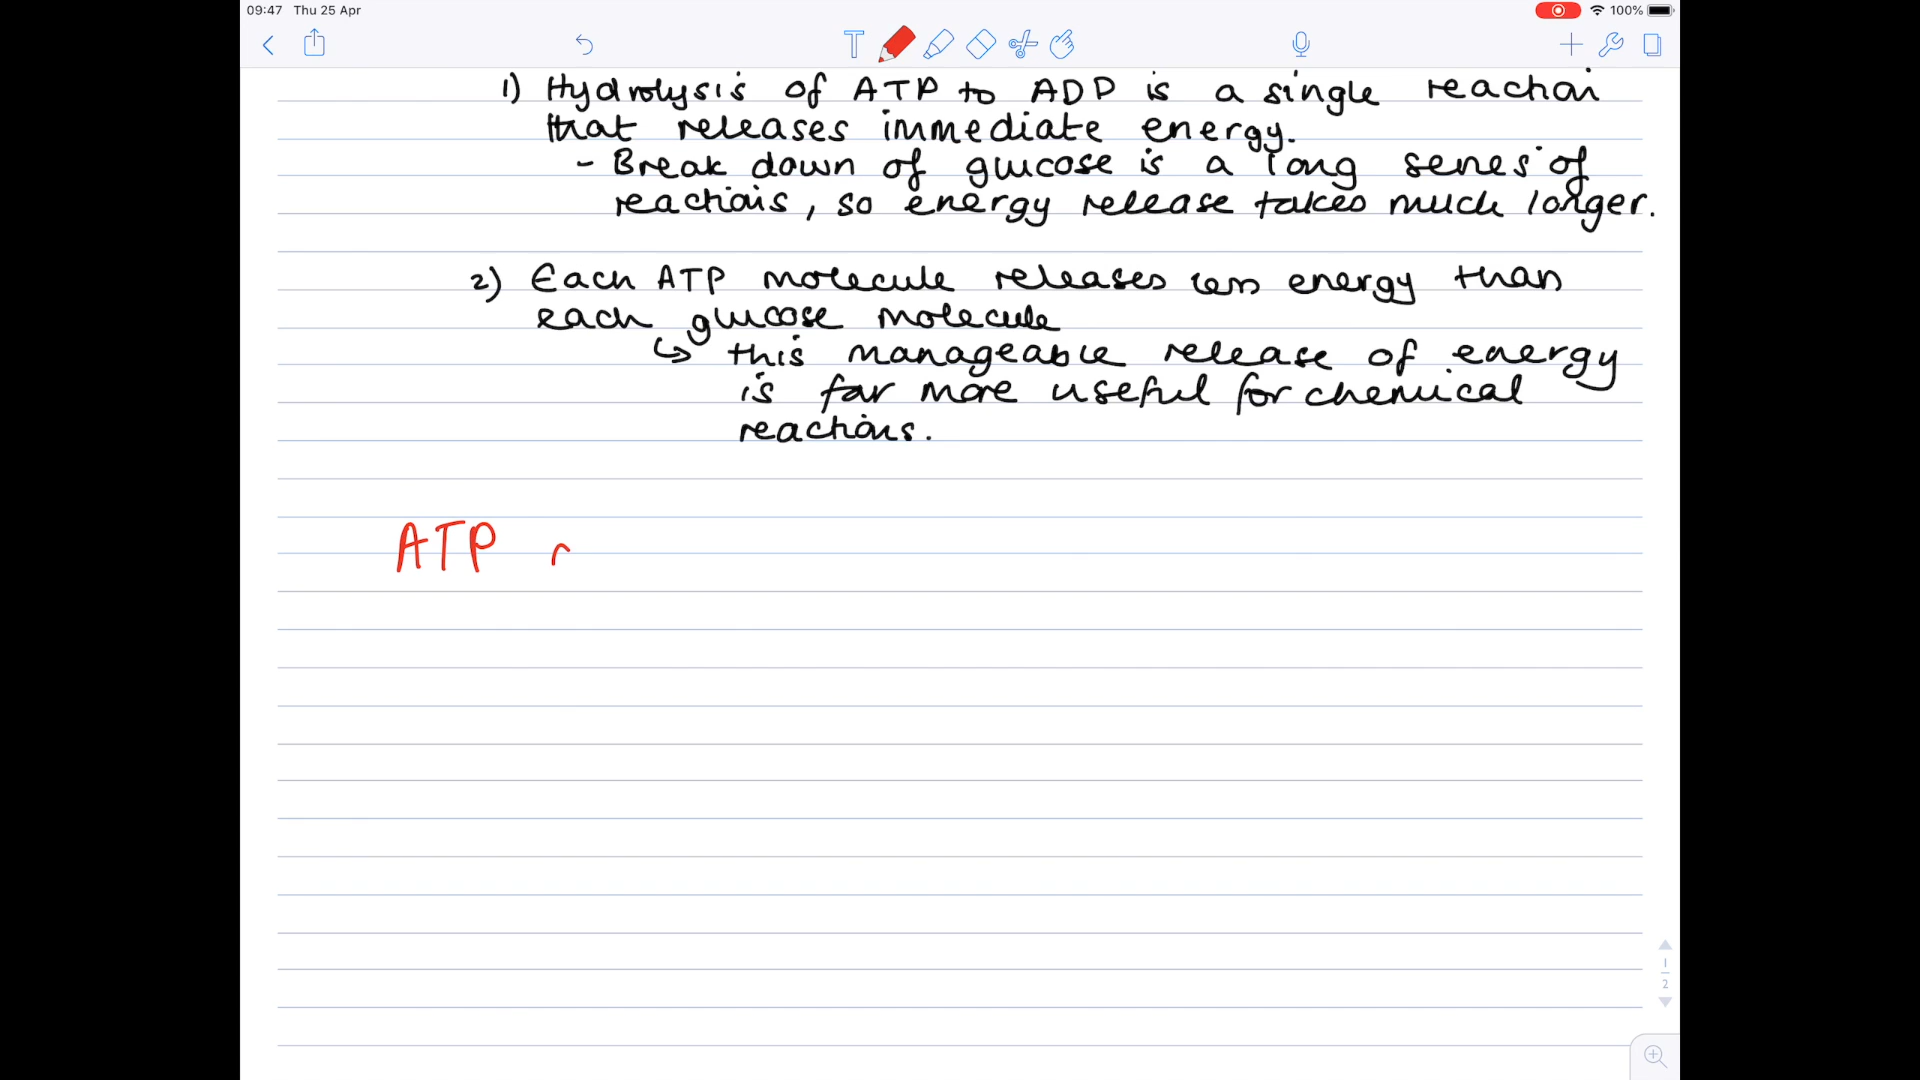 09:47 Thu 25 Apr
100%
T
1) Hydrolysis of ATP to ADP is a single reaction
that releases immediate energy.
- Break down of glucose is a long series of
reactions, so energy release takes much longer.
2) Each ATP molecule releases less energy than
each glucose molecule
↳ this manageable release of energy
is far more useful for chemical
reactions.
ATP
1
2